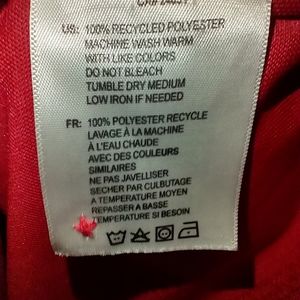 US: 100% RECYCLED POLYESTER
MACHINE WASH WARM
WITH LIKE COLORS
DO NOT BLEACH
TUMBLE DRY MEDIUM
LOW IRON IF NEEDED
FR: 100% POLYESTER RECYCLE
LAVAGE À LA MACHINE
À L'EAU CHAUDE
AVEC DES COULEURS
SIMILAIRES
NE PAS JAVELLISER
SECHER PAR CULBUTAGE
A TEMPERATURE MOYEN
REPASSER A BASSE
TEMPERATURE SI BESOIN